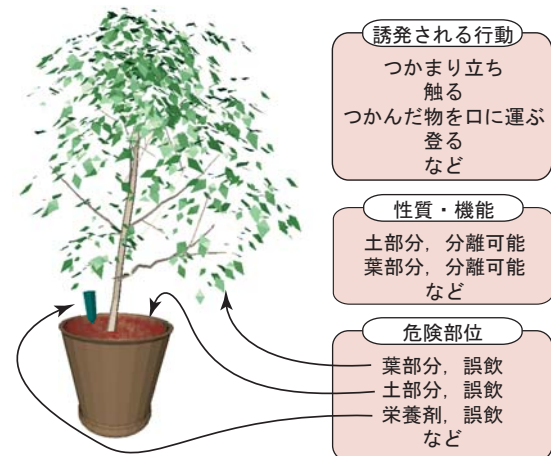 誘発される行動
つかまり立ち
触る
つかんだ物を口に運ぶ
登る
など
性質・機能
土部分，分離可能
葉部分，分離可能
など
危険部位
葉部分，誤飲
土部分，誤飲
栄養剤，誤飲
など